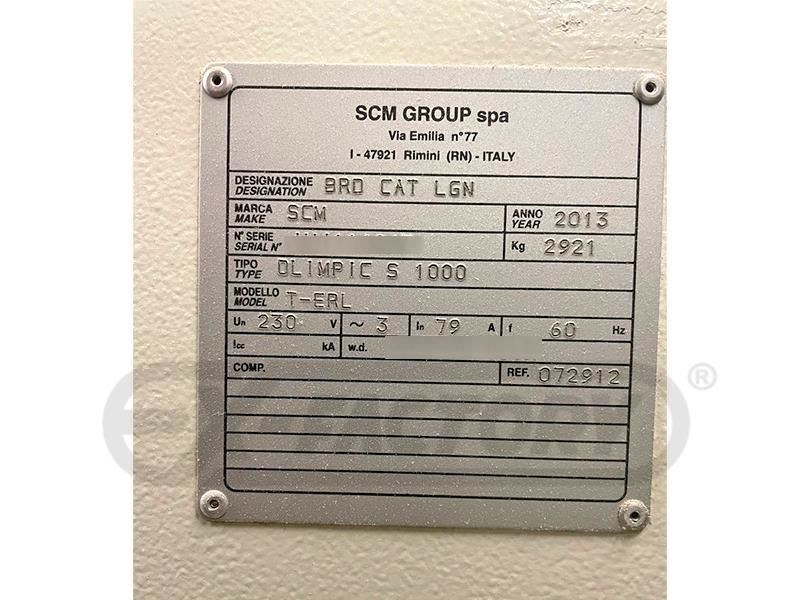 SCM GROUP spa
Via Emilia n°77
I - 47921 Rimini (RN) - ITALY
DESIGNAZIONE
DESIGNATION BRD CAT LGN
MARCA
MAKE SCM
ANNO
YEAR 2013
N° SERIE
SERIAL N°
Kg 2921
TIPO
TYPE OLIMPIC S 1000
MODELLO
MODEL T-ERL
Un 230 V ~ 3 In 79 A f 60 Hz
Icc kA w.d.
COMP. REF. 072912
FACTORY ®